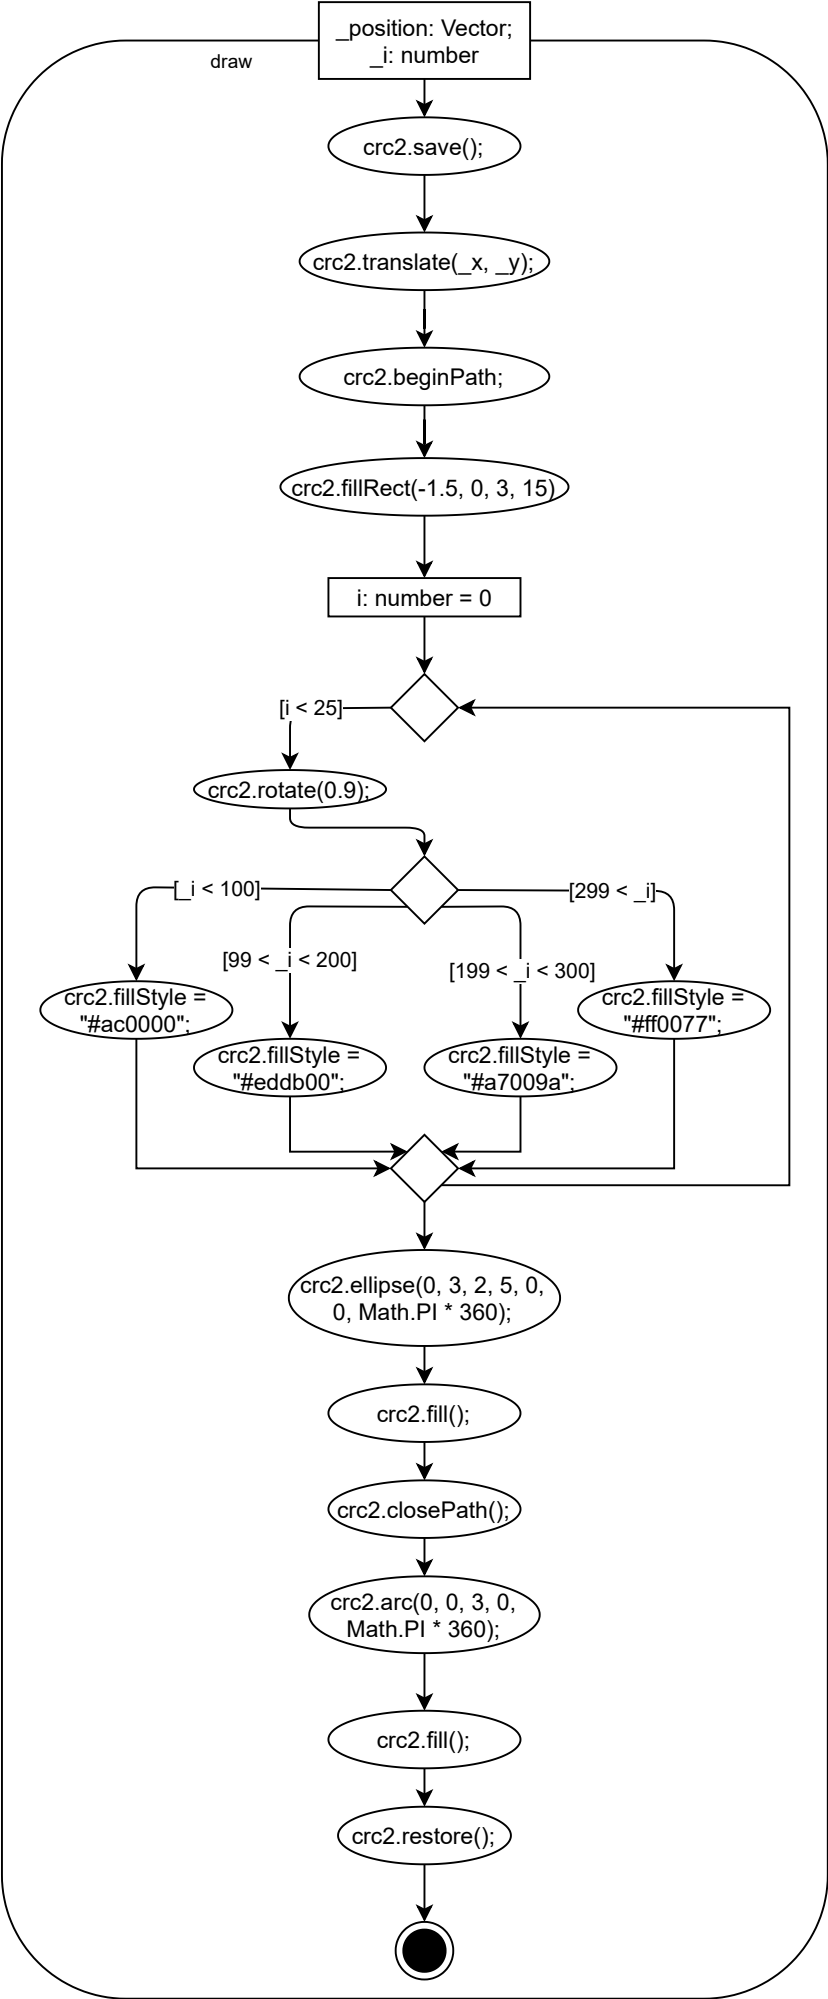 _position: Vector;
_i: number
draw
crc2.save();
crc2.translate(_x, _y);
crc2.beginPath;
crc2.fillRect(-1.5, 0, 3, 15)
i: number = 0
[i < 25]
crc2.rotate(0.9);
[_i < 100]
[299 < _i]
[99 < _i < 200]
[199 < _i < 300]
crc2.fillStyle =
"#ac0000";
crc2.fillStyle =
"#ff0077";
crc2.fillStyle =
"#eddb00";
crc2.fillStyle =
"#a7009a";
crc2.ellipse(0, 3, 2, 5, 0,
0, Math.PI * 360);
crc2.fill();
crc2.closePath();
crc2.arc(0, 0, 3, 0,
Math.PI * 360);
crc2.fill();
crc2.restore();